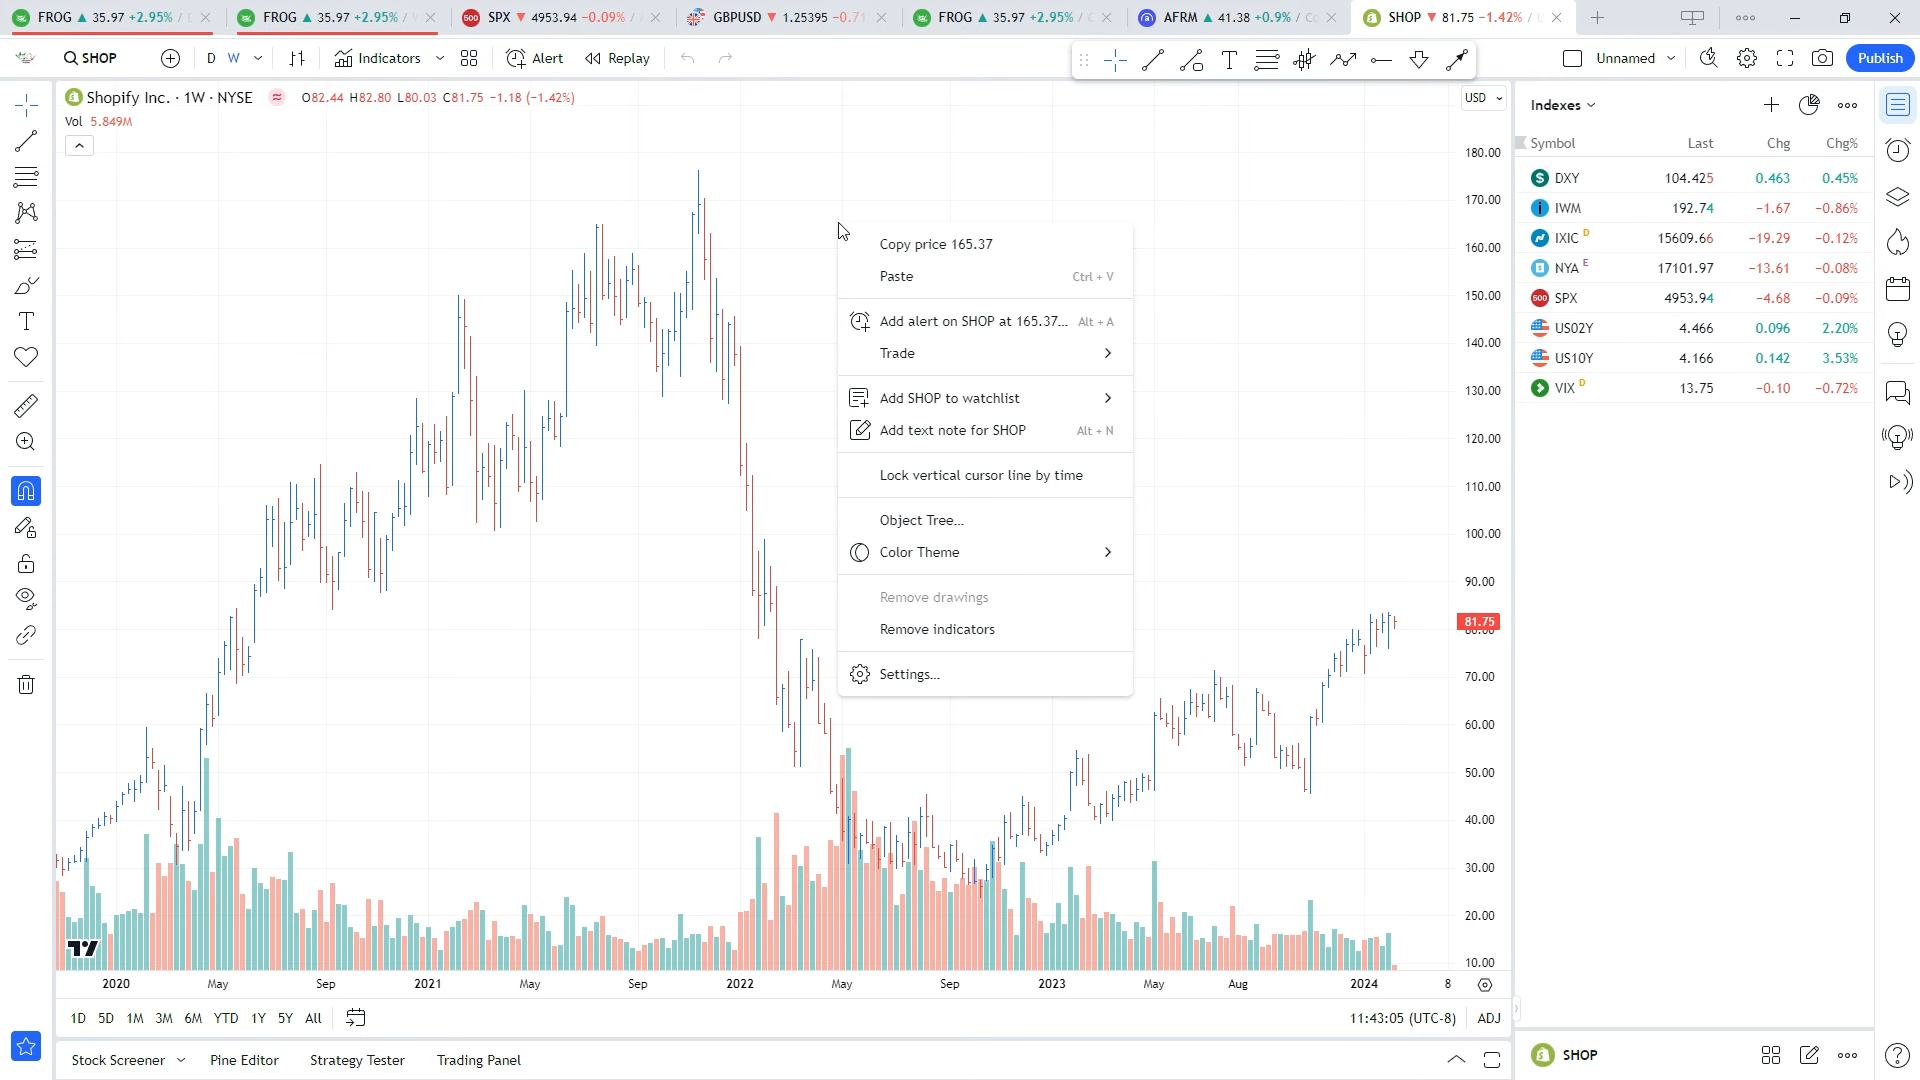 FROG ▲ 35.97 +2.95% /
FROG ▲ 35.97 +2.95% /
SPX ▼ 4953.94 −0.09% /
GBPUSD ▼ 1.25395 −0.71
FROG ▲ 35.97 +2.95% /
AFRM ▲ 41.38 +0.9% / Co
SHOP ▼ 81.75 −1.42% /
SHOP
D W
Indicators
Alert
Replay
Unnamed
Publish
Shopify Inc. · 1W · NYSE O82.44 H82.80 L80.03 C81.75 −1.18 (−1.42%)
Vol 5.849M
USD
180.00
170.00
160.00
150.00
140.00
130.00
120.00
110.00
100.00
90.00
81.75
80.00
70.00
60.00
50.00
40.00
30.00
20.00
10.00
Copy price 165.37
Paste Ctrl + V
Add alert on SHOP at 165.37... Alt + A
Trade
Add SHOP to watchlist
Add text note for SHOP Alt + N
Lock vertical cursor line by time
Object Tree...
Color Theme
Remove drawings
Remove indicators
Settings...
2020 May Sep 2021 May Sep 2022 May Sep 2023 May Aug 2024 8
1D 5D 1M 3M 6M YTD 1Y 5Y All
11:43:05 (UTC-8) ADJ
Stock Screener Pine Editor Strategy Tester Trading Panel
Indexes
Symbol Last Chg Chg%
DXY 104.425 0.463 0.45%
IWM 192.74 −1.67 −0.86%
IXIC D 15609.66 −19.29 −0.12%
NYA E 17101.97 −13.61 −0.08%
500 SPX 4953.94 −4.68 −0.09%
US02Y 4.466 0.096 2.20%
US10Y 4.166 0.142 3.53%
VIX D 13.75 −0.10 −0.72%
SHOP